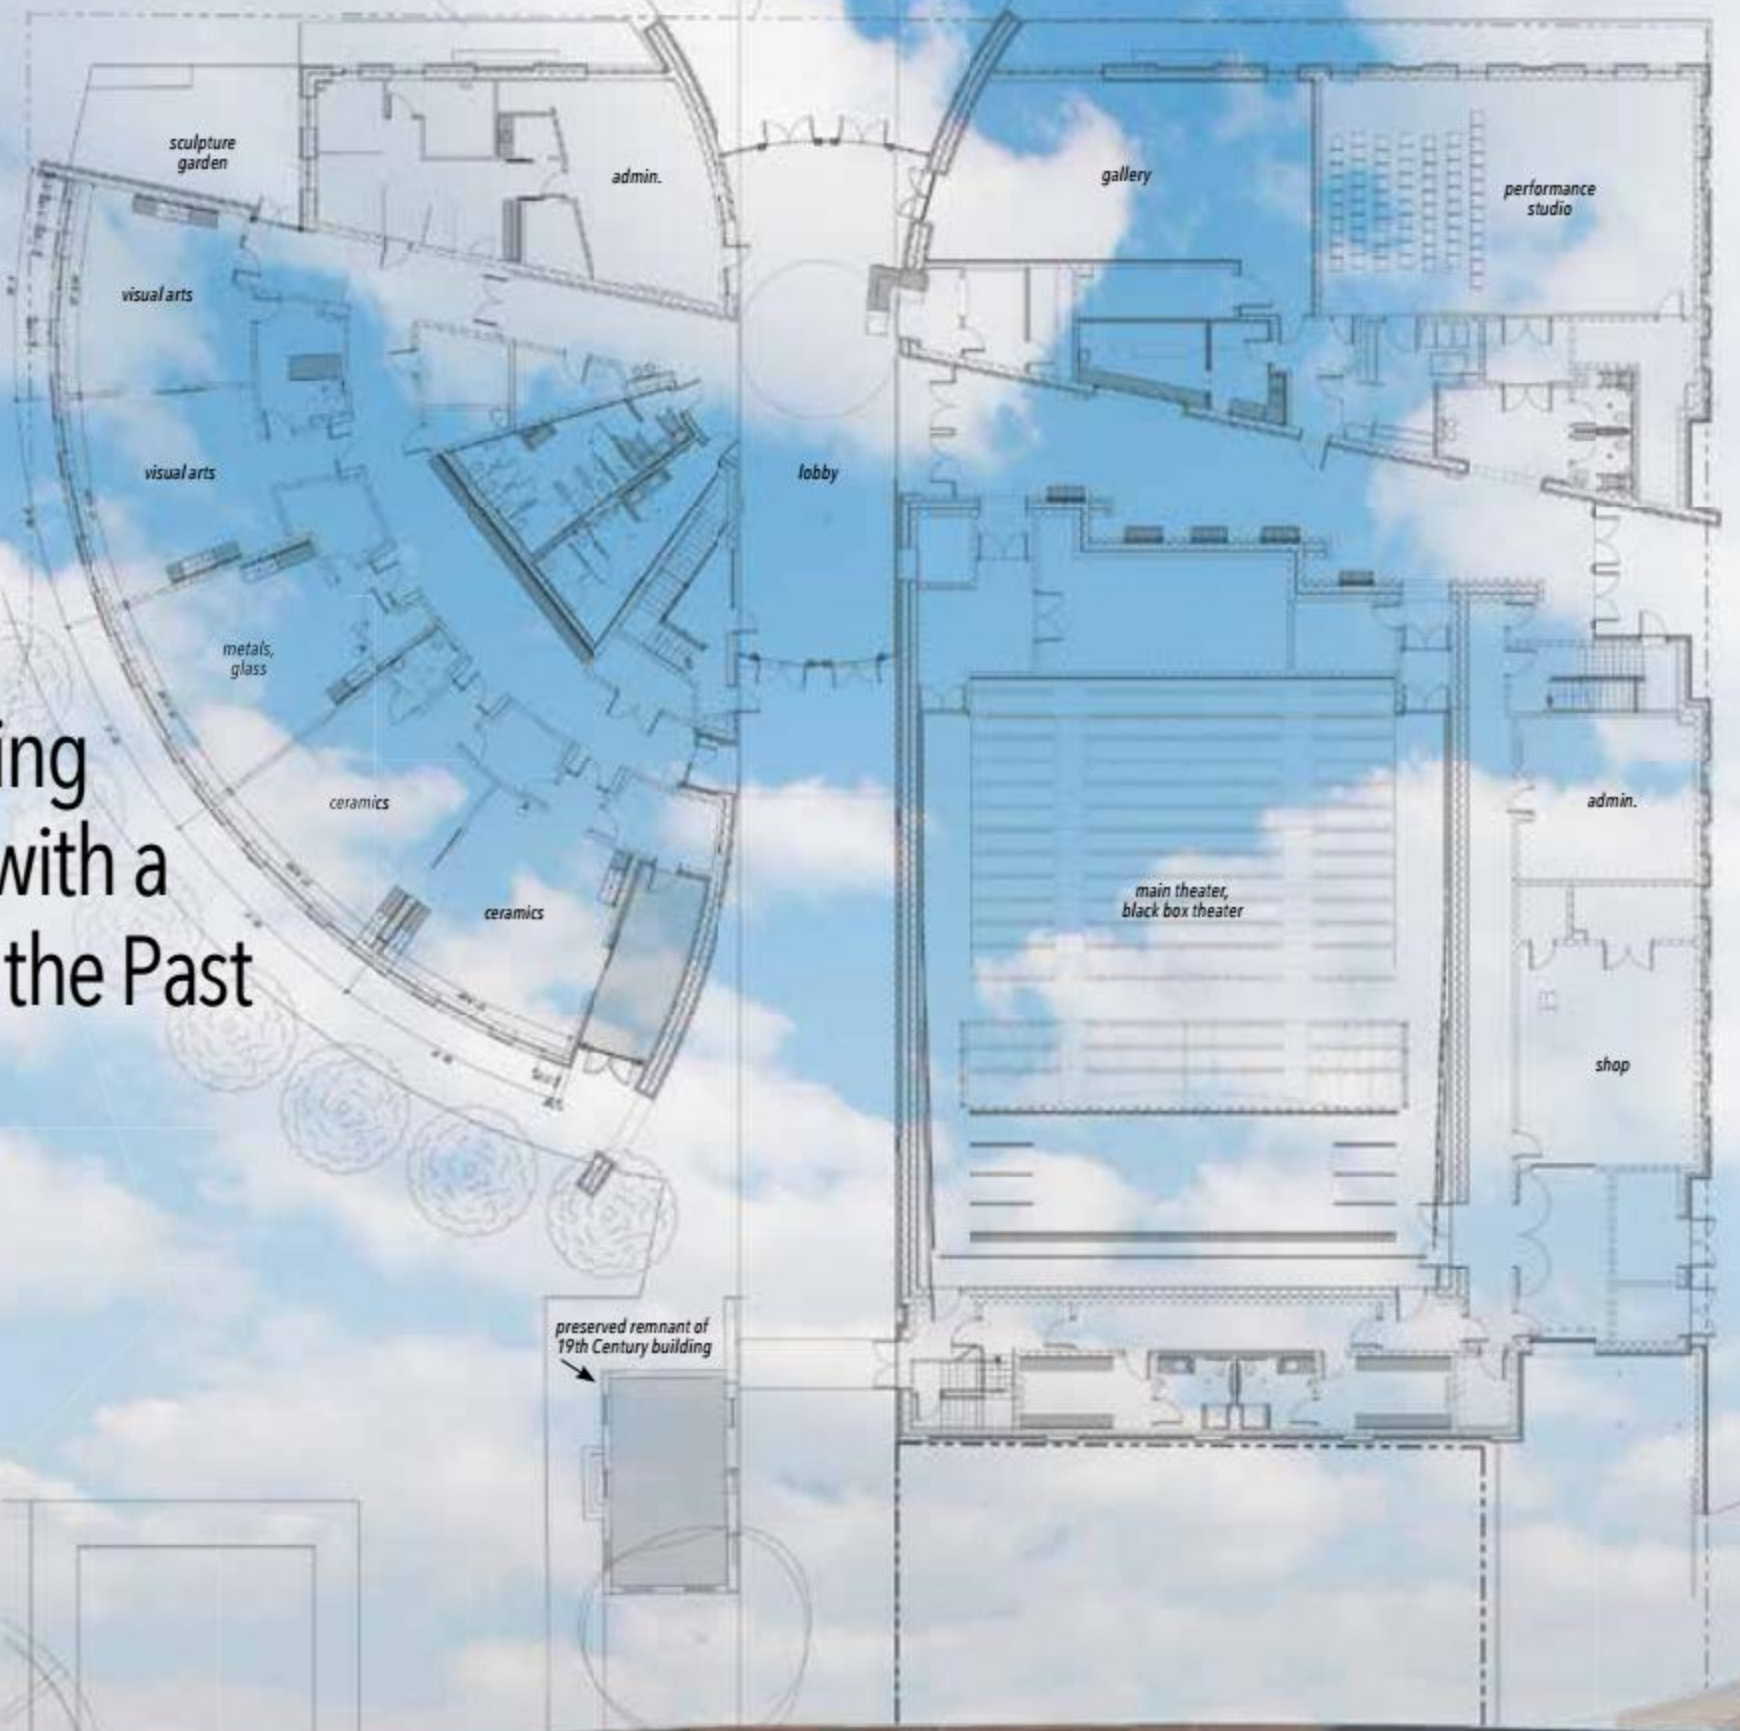 sculpture
garden
admin.
gallery
performance
studio
visual arts
visual arts
lobby
metals,
glass
ing
with a
the Past
ceramics
admin.
main theater,
black box theater
ceramics
shop
preserved remnant of
19th Century building